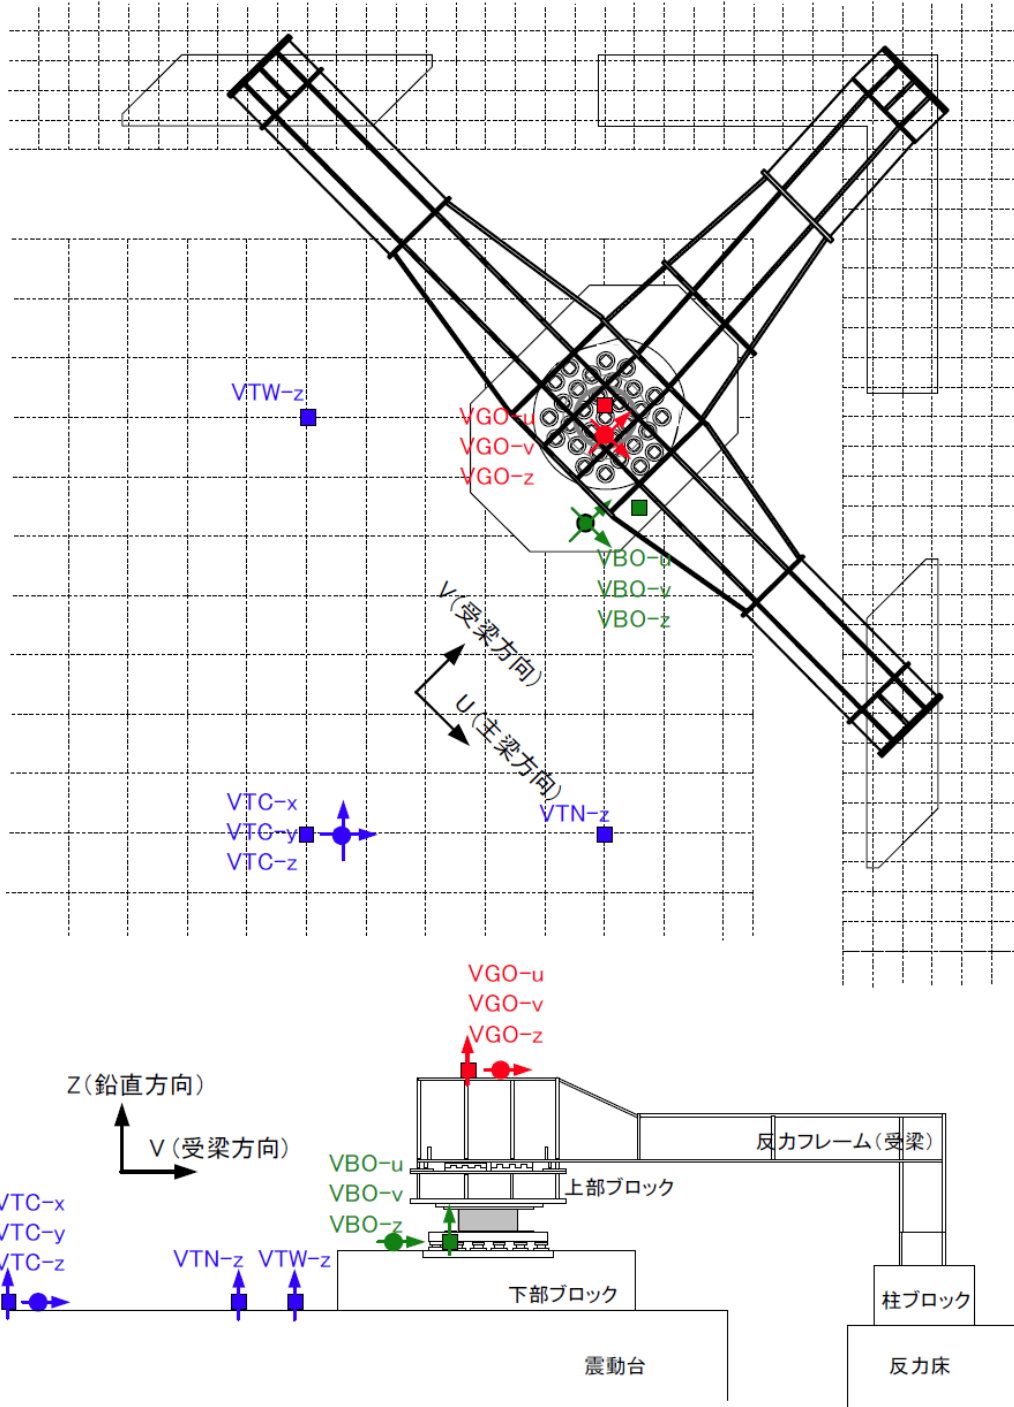 VTW-z
VGO-u
VGO-v
VGO-z
VBO-u
VBO-v
VBO-z
V(受梁方向)
U(主梁方向)
VTC-x
VTC-y
VTC-z
VTN-z
VGO-u
VGO-v
VGO-z
Z(鉛直方向)
V(受梁方向)
反力フレーム(受梁)
VBO-u
VBO-v
VBO-z
上部ブロック
VTC-x
VTC-y
VTC-z
VTN-z
VTW-z
下部ブロック
柱ブロック
震動台
反力床